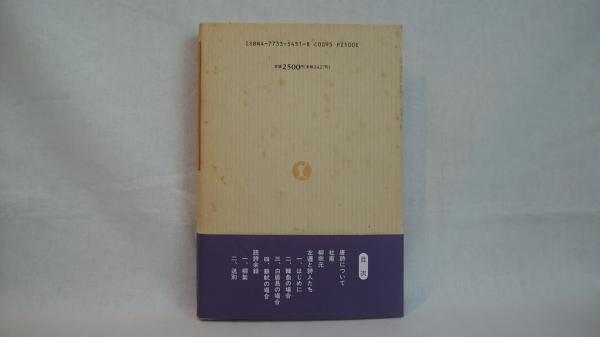 ISBN4-7733-5451-8 C0095 P2500E
定価2500円(本体2427円)
目次
唐詩について
杜甫
柳宗元
左遷と詩人たち
一、はじめに
二、韓愈の場合
三、白居易の場合
四、蘇軾の場合
読詩余録
一、柳絮
二、送別